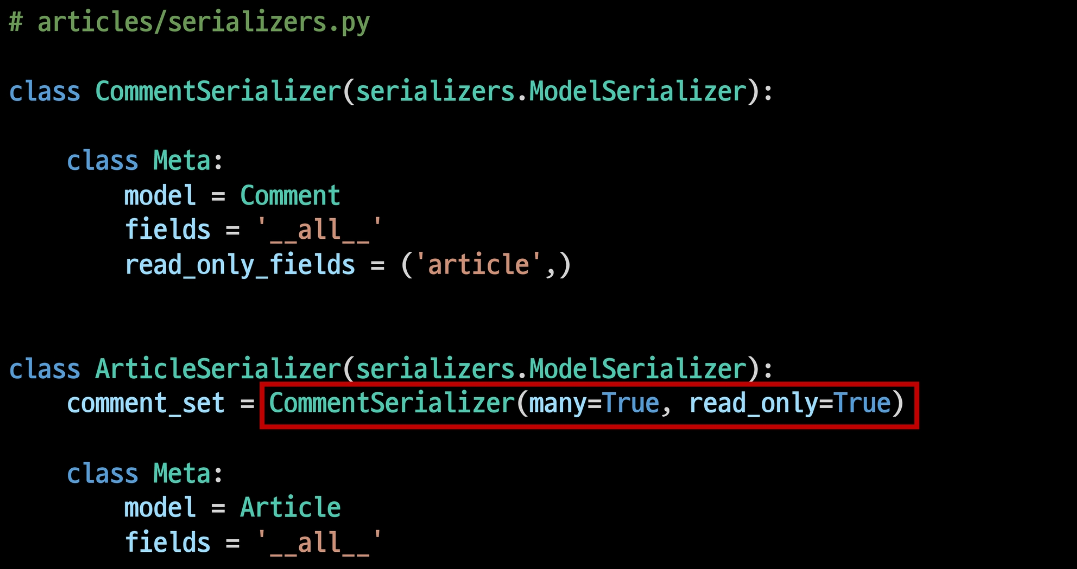 # articles/serializers.py
class CommentSerializer(serializers.ModelSerializer):
    class Meta:
        model = Comment
        fields = '__all__'
        read_only_fields = ('article',)
class ArticleSerializer(serializers.ModelSerializer):
    comment_set = CommentSerializer(many=True, read_only=True)
    class Meta:
        model = Article
        fields = '__all__'